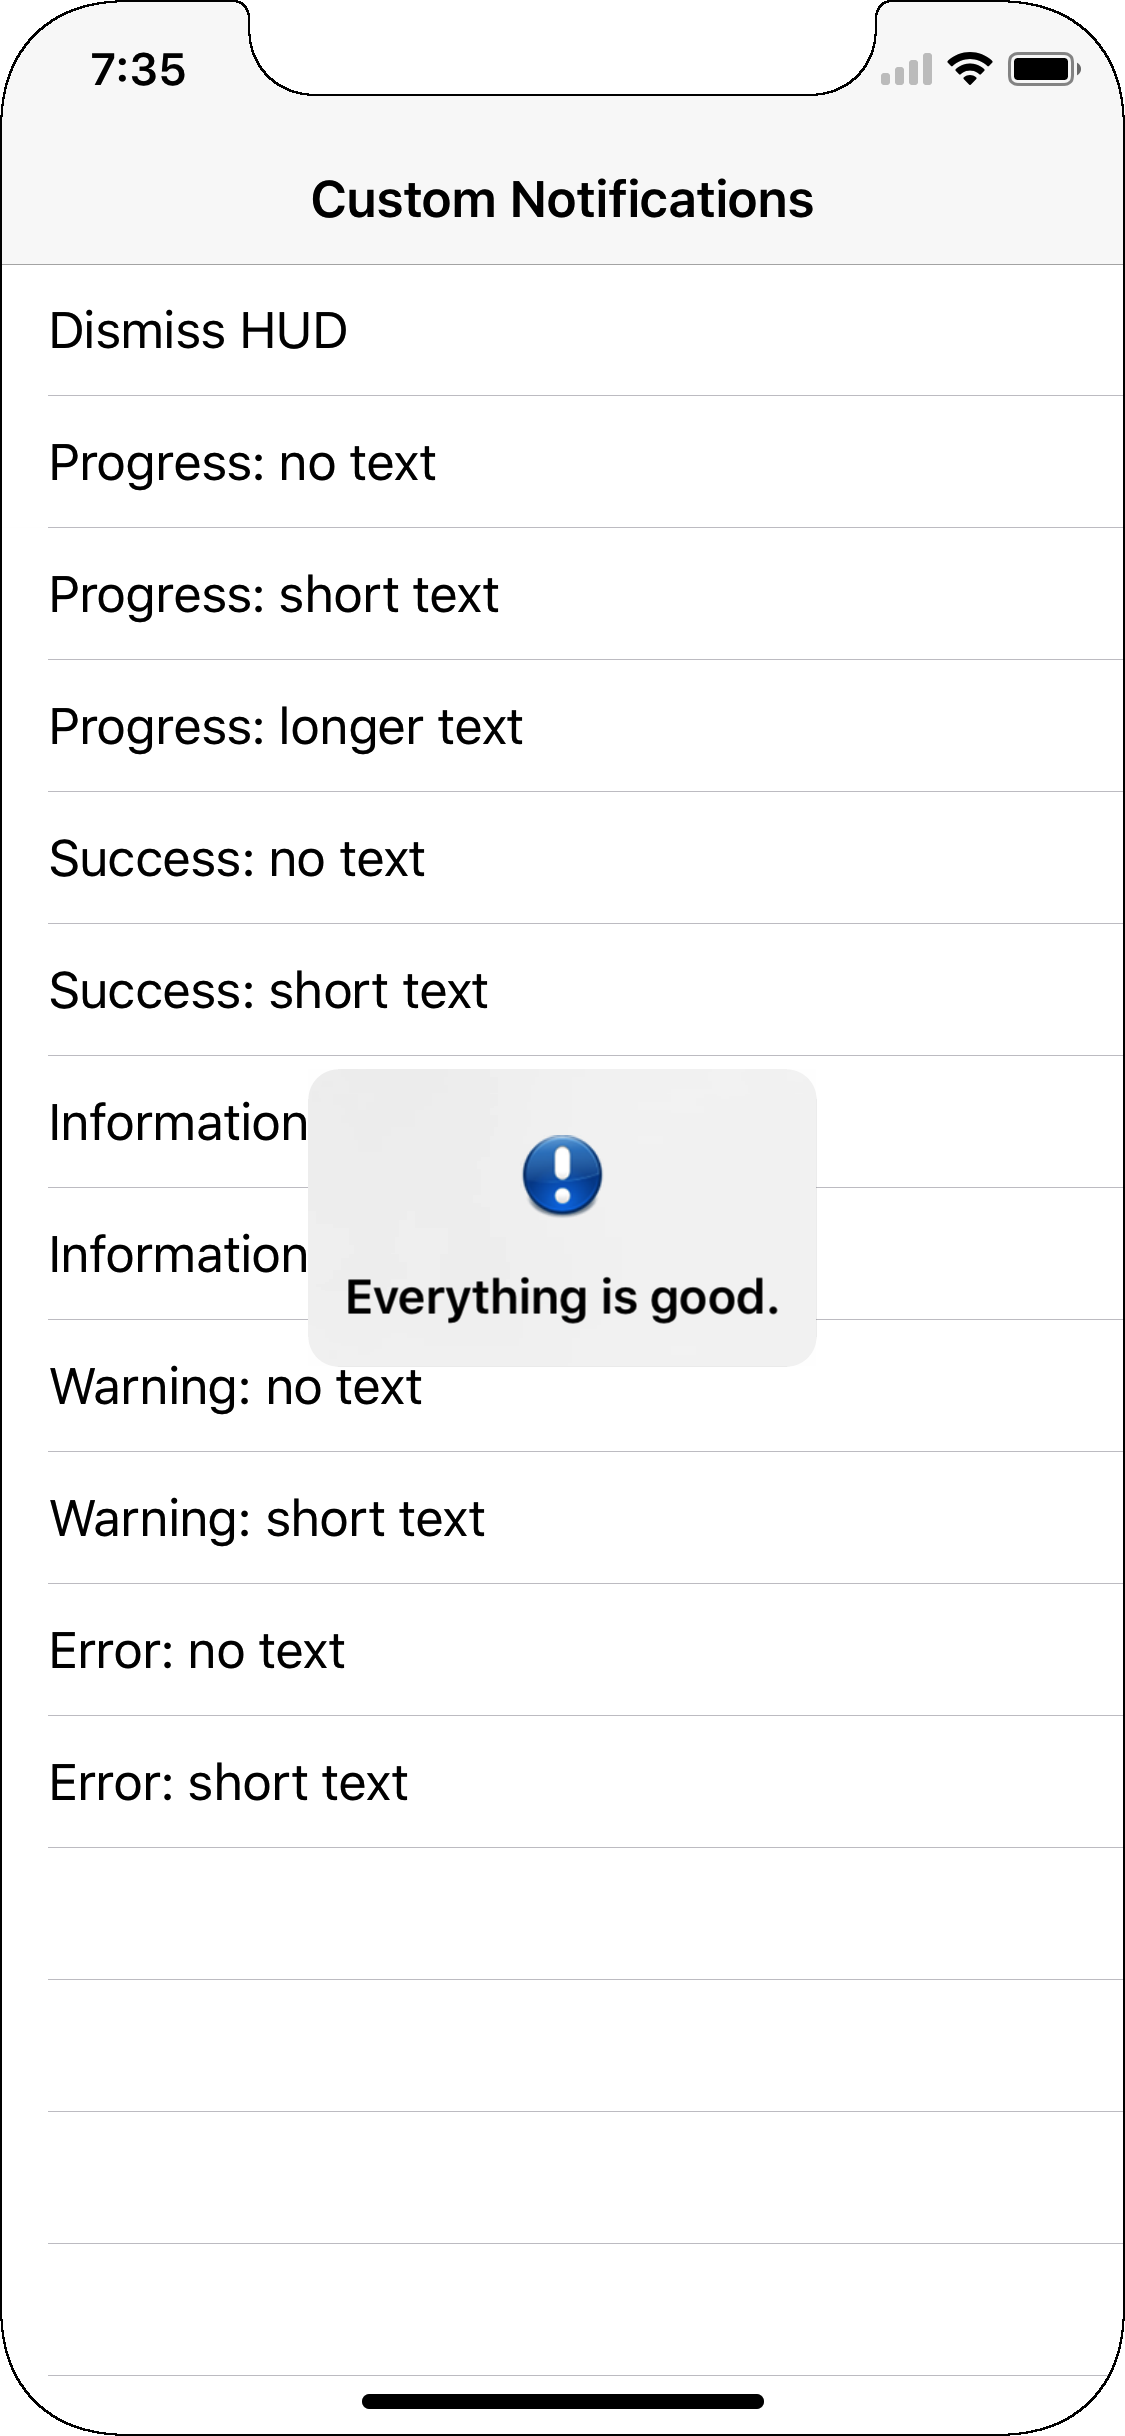 7:35
Custom Notifications
Dismiss HUD
Progress: no text
Progress: short text
Progress: longer text
Success: no text
Success: short text
Information
Information
Everything is good.
Warning: no text
Warning: short text
Error: no text
Error: short text